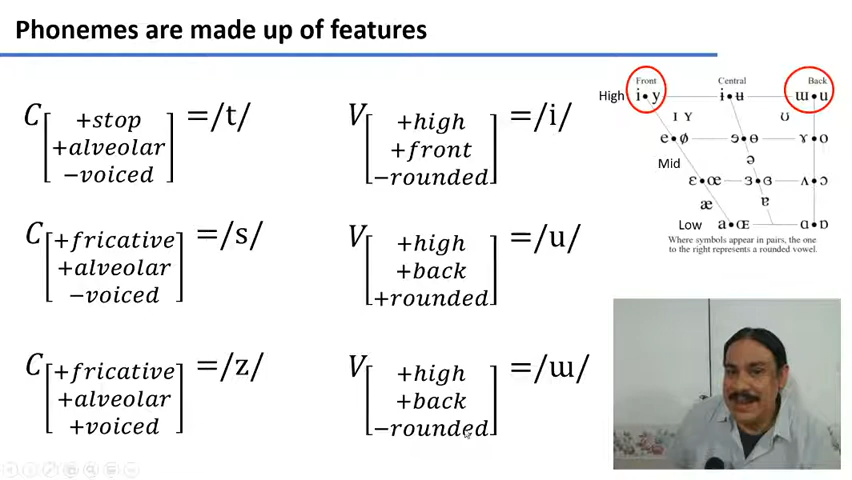 Phonemes are made up of features
C[+stop +alveolar −voiced] =/t/
V[+high +front −rounded] =/i/
C[+fricative +alveolar −voiced] =/s/
V[+high +back +rounded] =/u/
C[+fricative +alveolar +voiced] =/z/
V[+high +back −rounded] =/ɯ/
Front Central Back
High i•y ɨ•ʉ ɯ•u
I Y ʊ
e•ø ɘ•ɵ ɤ•o
Mid ə
ɛ•œ ɜ•ɞ ʌ•ɔ
æ ɐ
Low a•Œ ɑ•ɒ
Where symbols appear in pairs, the one
to the right represents a rounded vowel.